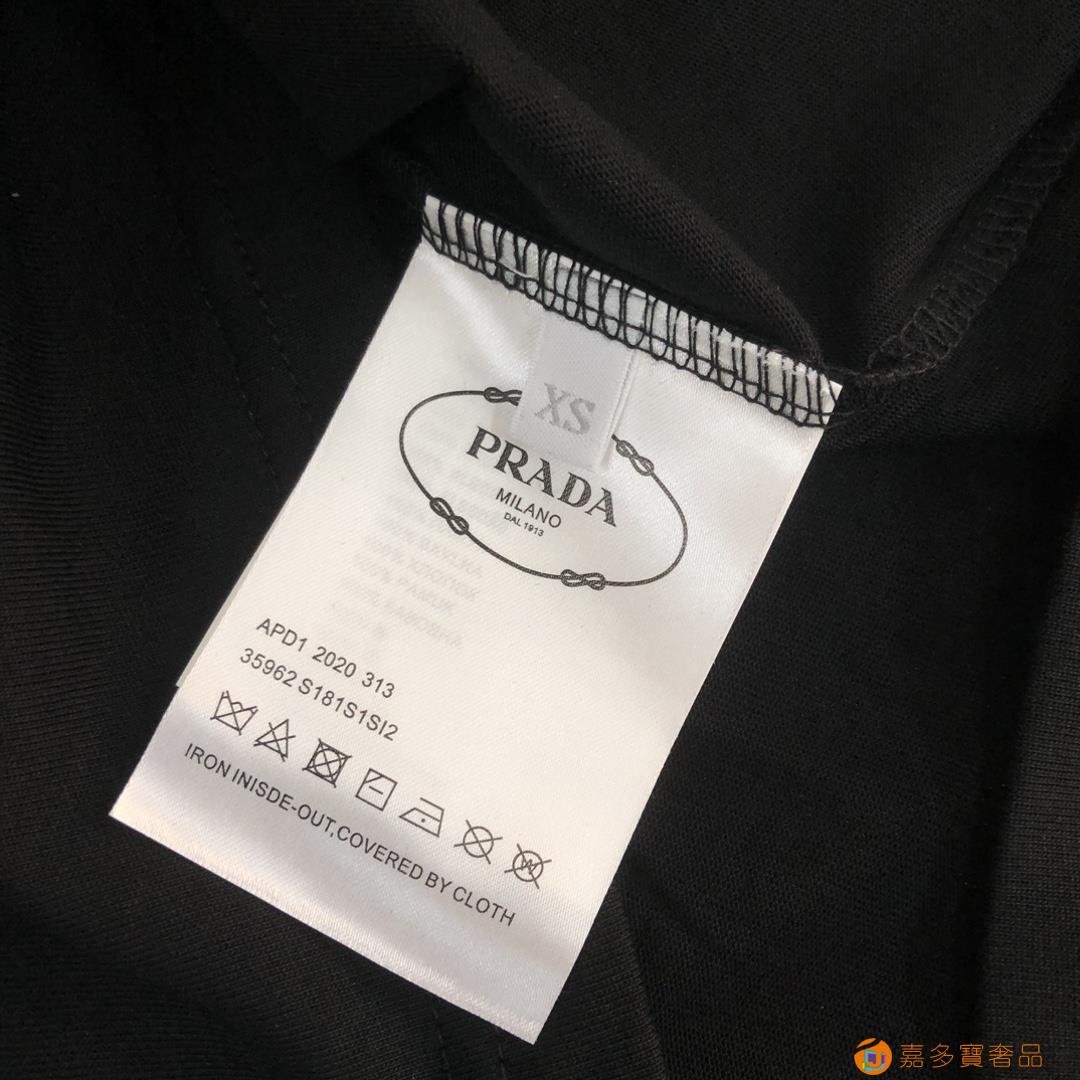 XS
PRADA
MILANO
DAL 1913
APD1 2020 313
35962 S181S1SI2
IRON INISDE-OUT,COVERED BY CLOTH
嘉多寶奢品